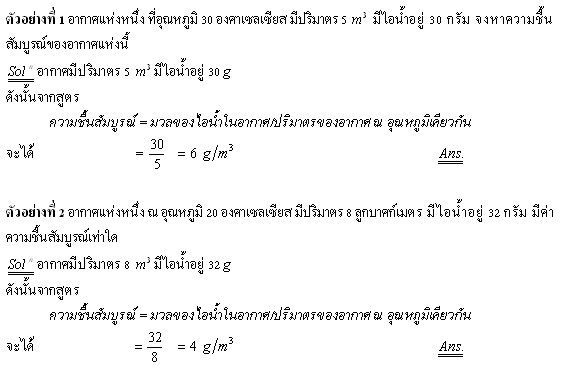 ตัวอย่างที่ 1 อากาศแห่งหนึ่ง ที่อุณหภูมิ 30 องศาเซลเซียส มีปริมาตร 5 m³ มีไอน้ำอยู่ 30 กรัม จงหาความชื้น
สัมบูรณ์ของอากาศแห่งนี้
Solⁿ อากาศมีปริมาตร 5 m³ มีไอน้ำอยู่ 30 g
ดังนั้นจากสูตร
ความชื้นสัมบูรณ์ = มวลของไอน้ำในอากาศ/ปริมาตรของอากาศ ณ อุณหภูมิเดียวกัน
จะได้ = 30/5 = 6 g/m³ Ans.
ตัวอย่างที่ 2 อากาศแห่งหนึ่ง ณ อุณหภูมิ 20 องศาเซลเซียส มีปริมาตร 8 ลูกบาศก์เมตร มีไอน้ำอยู่ 32 กรัม มีค่า
ความชื้นสัมบูรณ์เท่าใด
Solⁿ อากาศมีปริมาตร 8 m³ มีไอน้ำอยู่ 32 g
ดังนั้นจากสูตร
ความชื้นสัมบูรณ์ = มวลของไอน้ำในอากาศ/ปริมาตรของอากาศ ณ อุณหภูมิเดียวกัน
จะได้ = 32/8 = 4 g/m³ Ans.